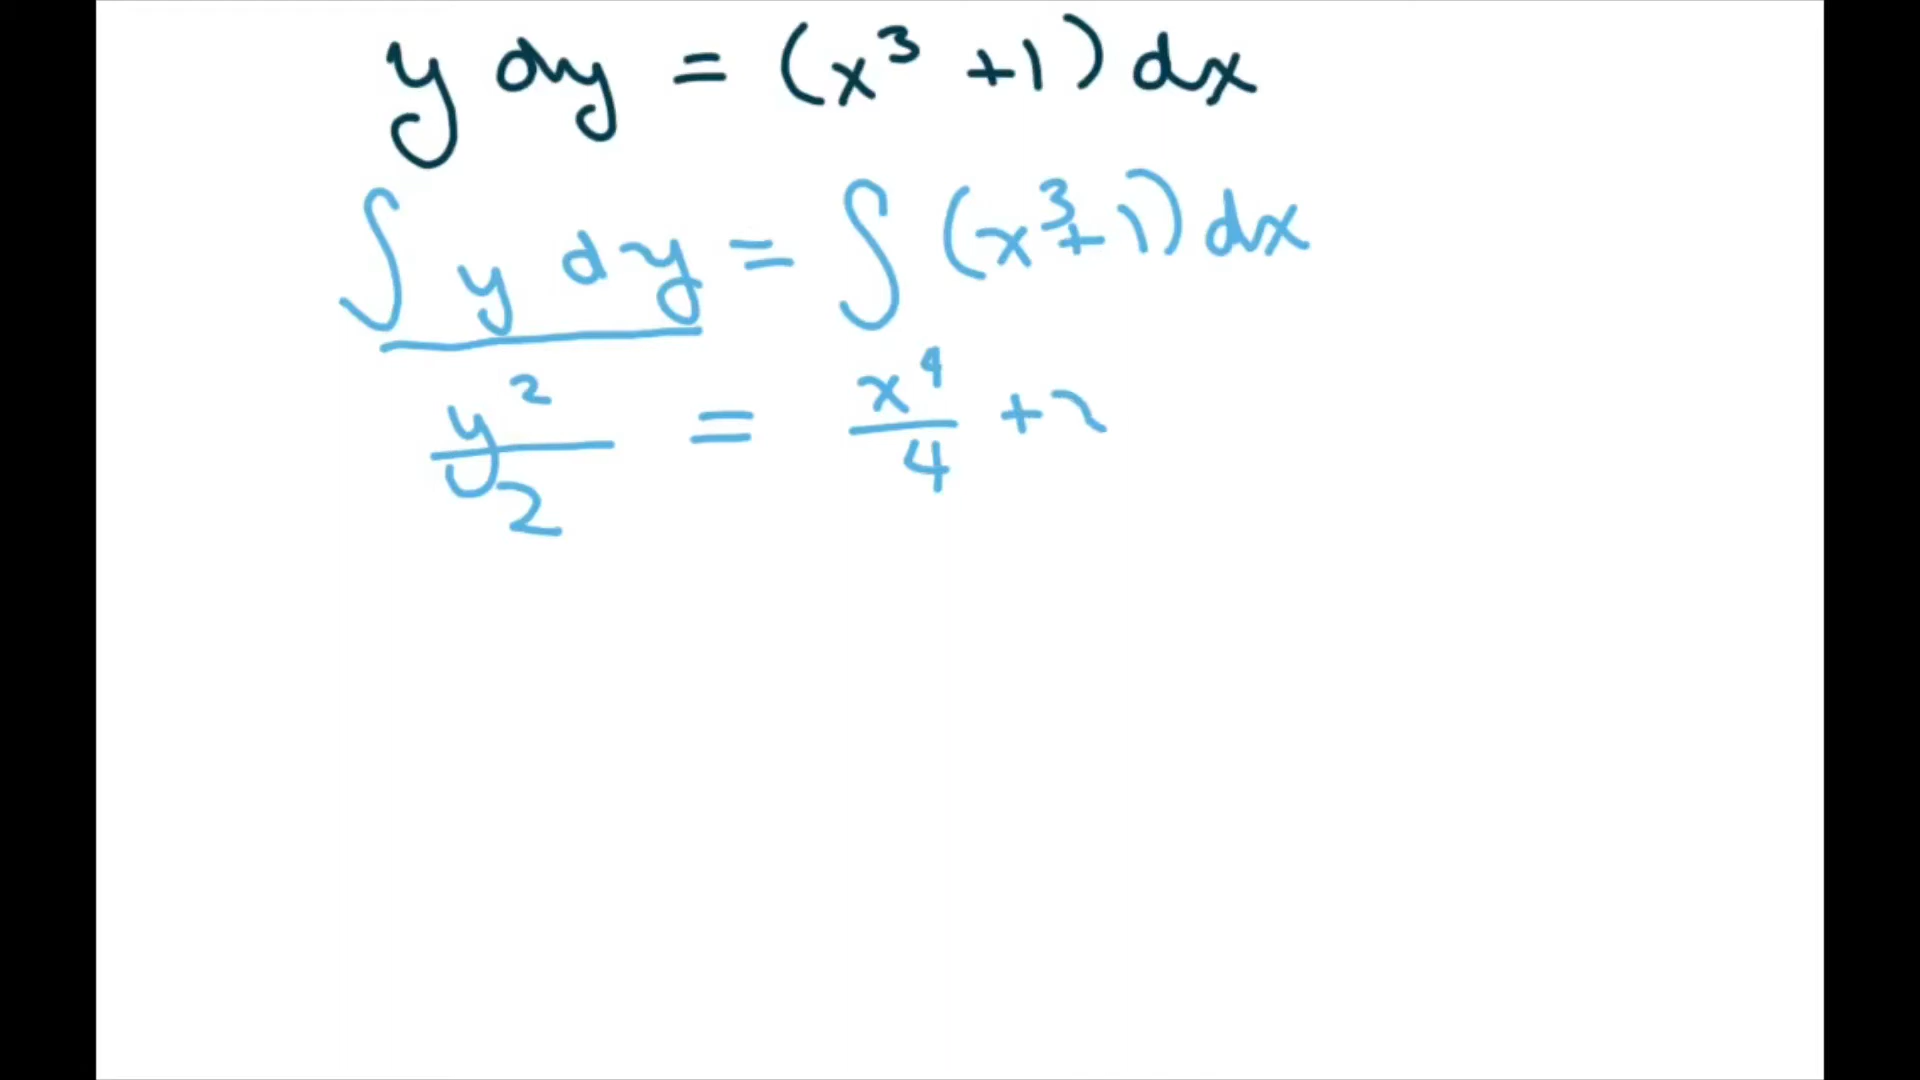 y dy = (x³ + 1) dx
∫ y dy = ∫ (x³ + 1) dx
y²/2 = x⁴/4 +